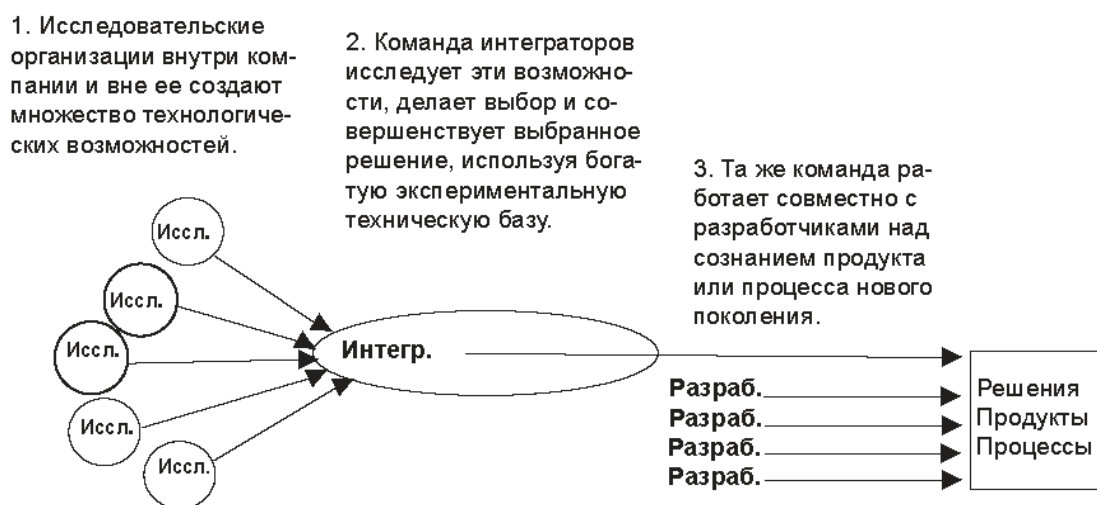 1. Исследовательские
организации внутри ком-
пании и вне ее создают
множество технологиче-
ских возможностей.
2. Команда интеграторов
исследует эти возможно-
сти, делает выбор и со-
вершенствует выбранное
решение, используя бога-
тую экспериментальную
техническую базу.
3. Та же команда ра-
ботает совместно с
разработчиками над
сознанием продукта
или процесса нового
поколения.
Иссл.
Иссл.
Иссл.
Иссл.
Иссл.
Интегр.
Разраб.
Разраб.
Разраб.
Разраб.
Решения
Продукты
Процессы